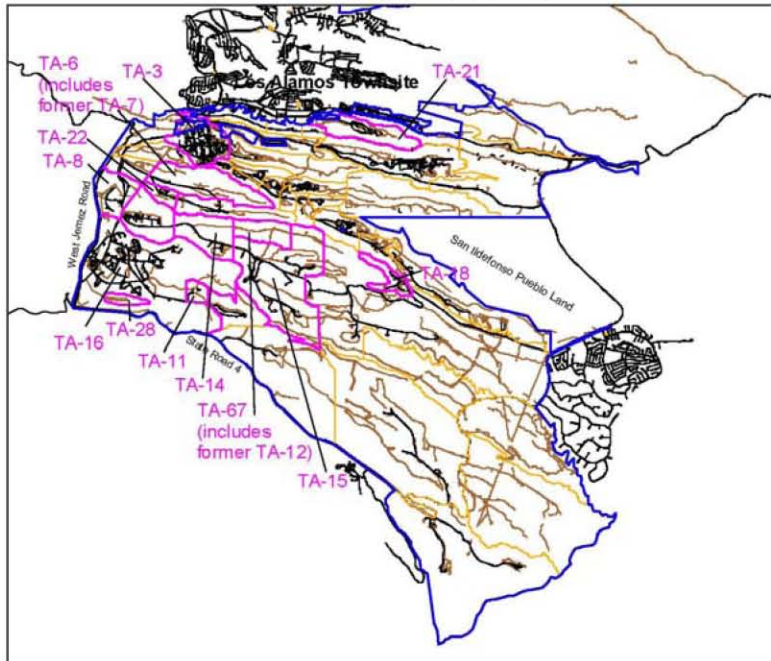 TA-6
(includes
former TA-7)
TA-3
Los Alamos Townsite
TA-21
TA-22
TA-8
West Jemez Road
San Ildefonso Pueblo Land
TA-18
TA-16
TA-28
TA-11
State Road 4
TA-14
TA-67
(includes
former TA-12)
TA-15